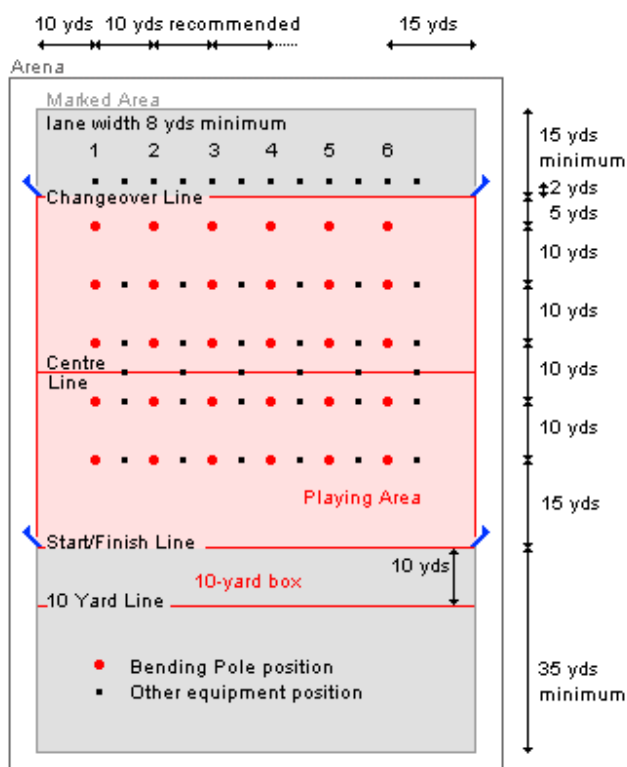 10 yds 10 yds recommended 15 yds
Arena
Marked Area
lane width 8 yds minimum
1 2 3 4 5 6
15 yds
minimum
2 yds
Changeover Line
5 yds
10 yds
10 yds
Centre
Line
10 yds
10 yds
Playing Area
15 yds
Start/Finish Line
10 yds
10-yard box
10 Yard Line
Bending Pole position
Other equipment position
35 yds
minimum